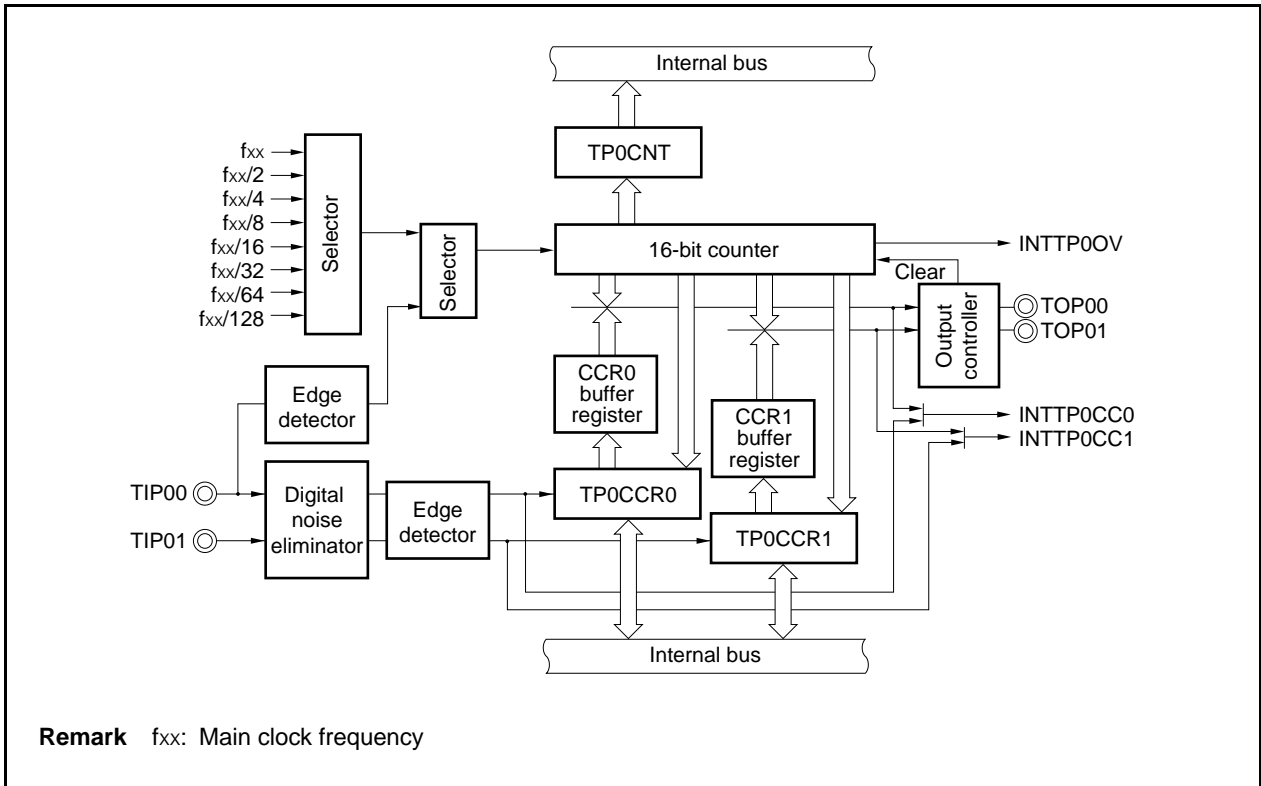 Internal bus
TP0CNT
fxx
fxx/2
fxx/4
fxx/8
fxx/16
fxx/32
fxx/64
fxx/128
Selector
Selector
16-bit counter
INTTP0OV
Clear
Output
controller
TOP00
TOP01
CCR0
buffer
register
CCR1
buffer
register
INTTP0CC0
INTTP0CC1
Edge
detector
TIP00
TIP01
Digital
noise
eliminator
Edge
detector
TP0CCR0
TP0CCR1
Internal bus
Remark fxx: Main clock frequency